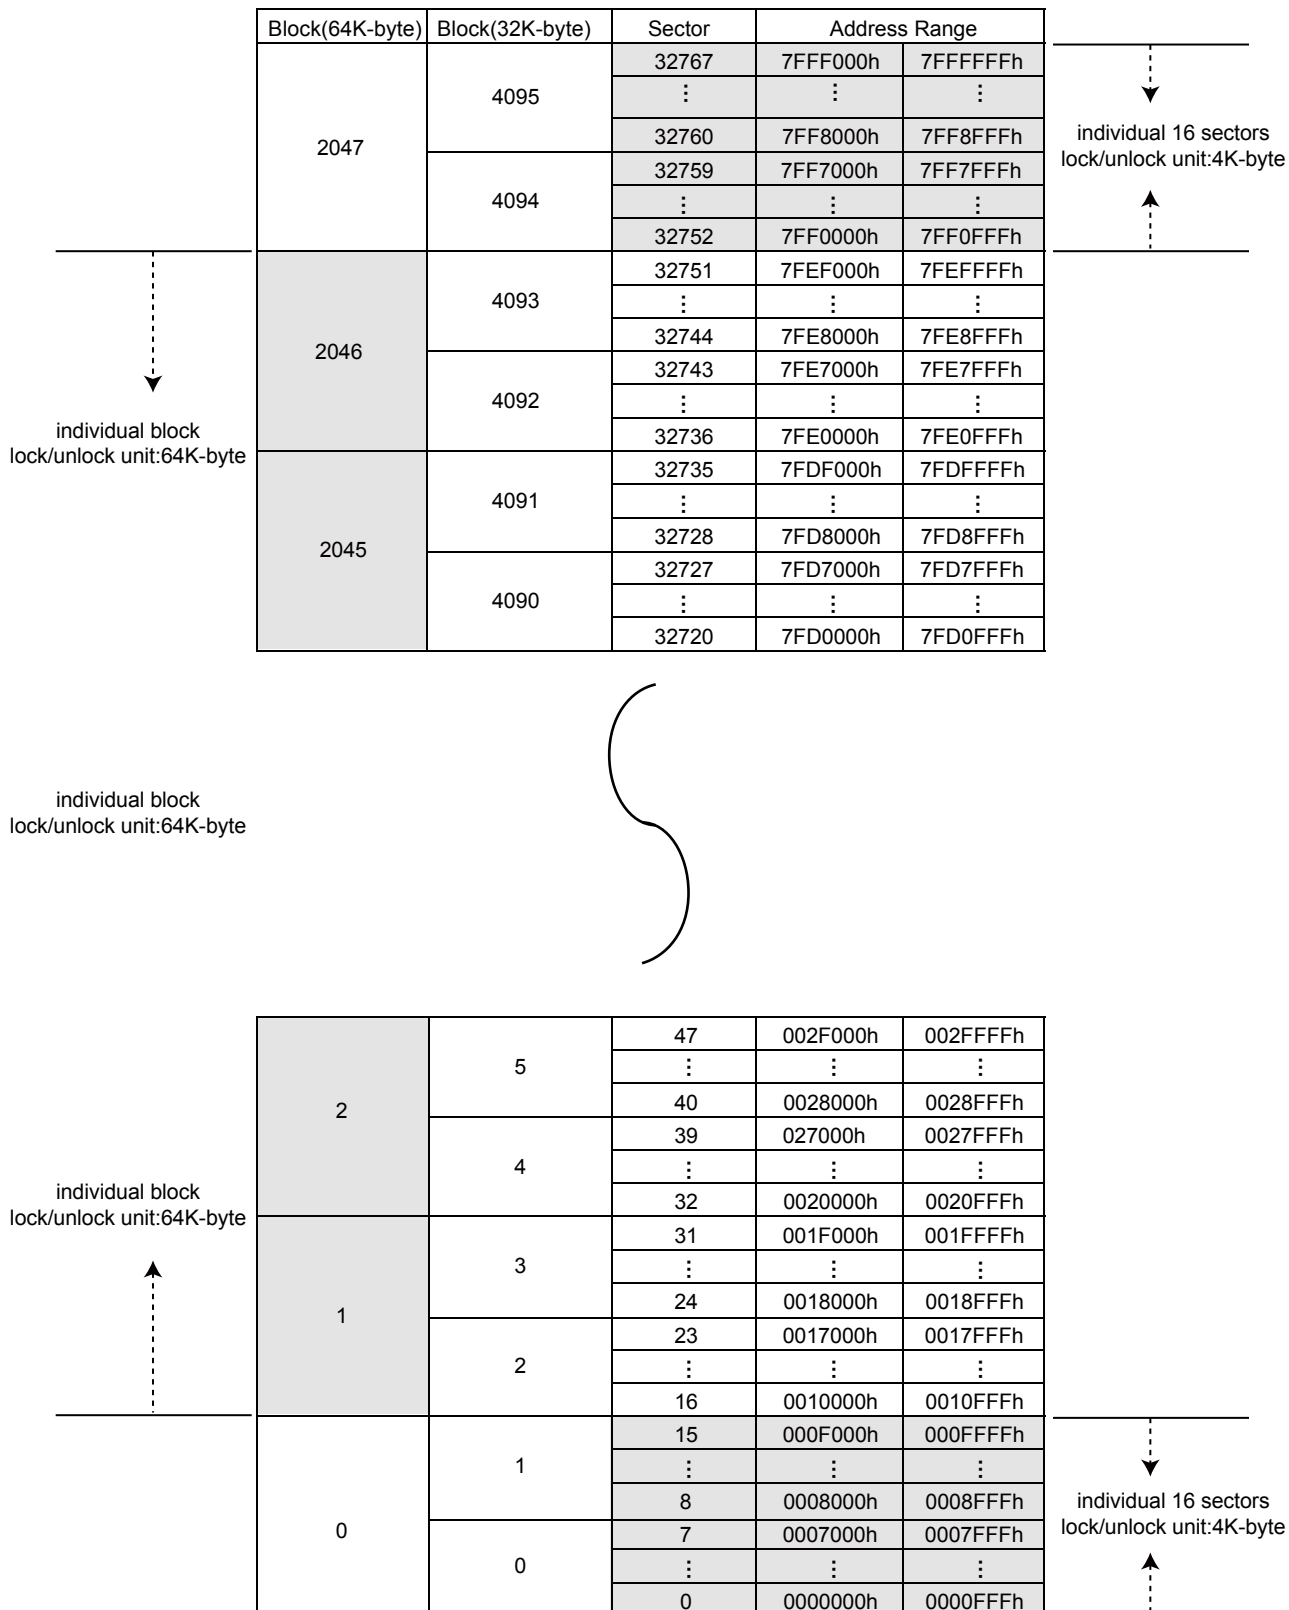 Block(64K-byte) Block(32K-byte) Sector Address Range
32767 7FFF000h 7FFFFFFh
4095
⋮ ⋮ ⋮
individual 16 sectors
lock/unlock unit:4K-byte
32760 7FF8000h 7FF8FFFh
2047
32759 7FF7000h 7FF7FFFh
4094
⋮ ⋮ ⋮
32752 7FF0000h 7FF0FFFh
32751 7FEF000h 7FEFFFFh
4093
⋮ ⋮ ⋮
32744 7FE8000h 7FE8FFFh
2046
32743 7FE7000h 7FE7FFFh
4092
⋮ ⋮ ⋮
individual block
lock/unlock unit:64K-byte
32736 7FE0000h 7FE0FFFh
32735 7FDF000h 7FDFFFFh
4091
⋮ ⋮ ⋮
32728 7FD8000h 7FD8FFFh
2045
32727 7FD7000h 7FD7FFFh
4090
⋮ ⋮ ⋮
32720 7FD0000h 7FD0FFFh
individual block
lock/unlock unit:64K-byte
47 002F000h 002FFFFh
5
⋮ ⋮ ⋮
40 0028000h 0028FFFh
2
39 027000h 0027FFFh
4
⋮ ⋮ ⋮
individual block
lock/unlock unit:64K-byte
32 0020000h 0020FFFh
31 001F000h 001FFFFh
3
⋮ ⋮ ⋮
24 0018000h 0018FFFh
1
23 0017000h 0017FFFh
2
⋮ ⋮ ⋮
16 0010000h 0010FFFh
15 000F000h 000FFFFh
1
⋮ ⋮ ⋮
8 0008000h 0008FFFh
individual 16 sectors
lock/unlock unit:4K-byte
0
7 0007000h 0007FFFh
0
⋮ ⋮ ⋮
0 0000000h 0000FFFh